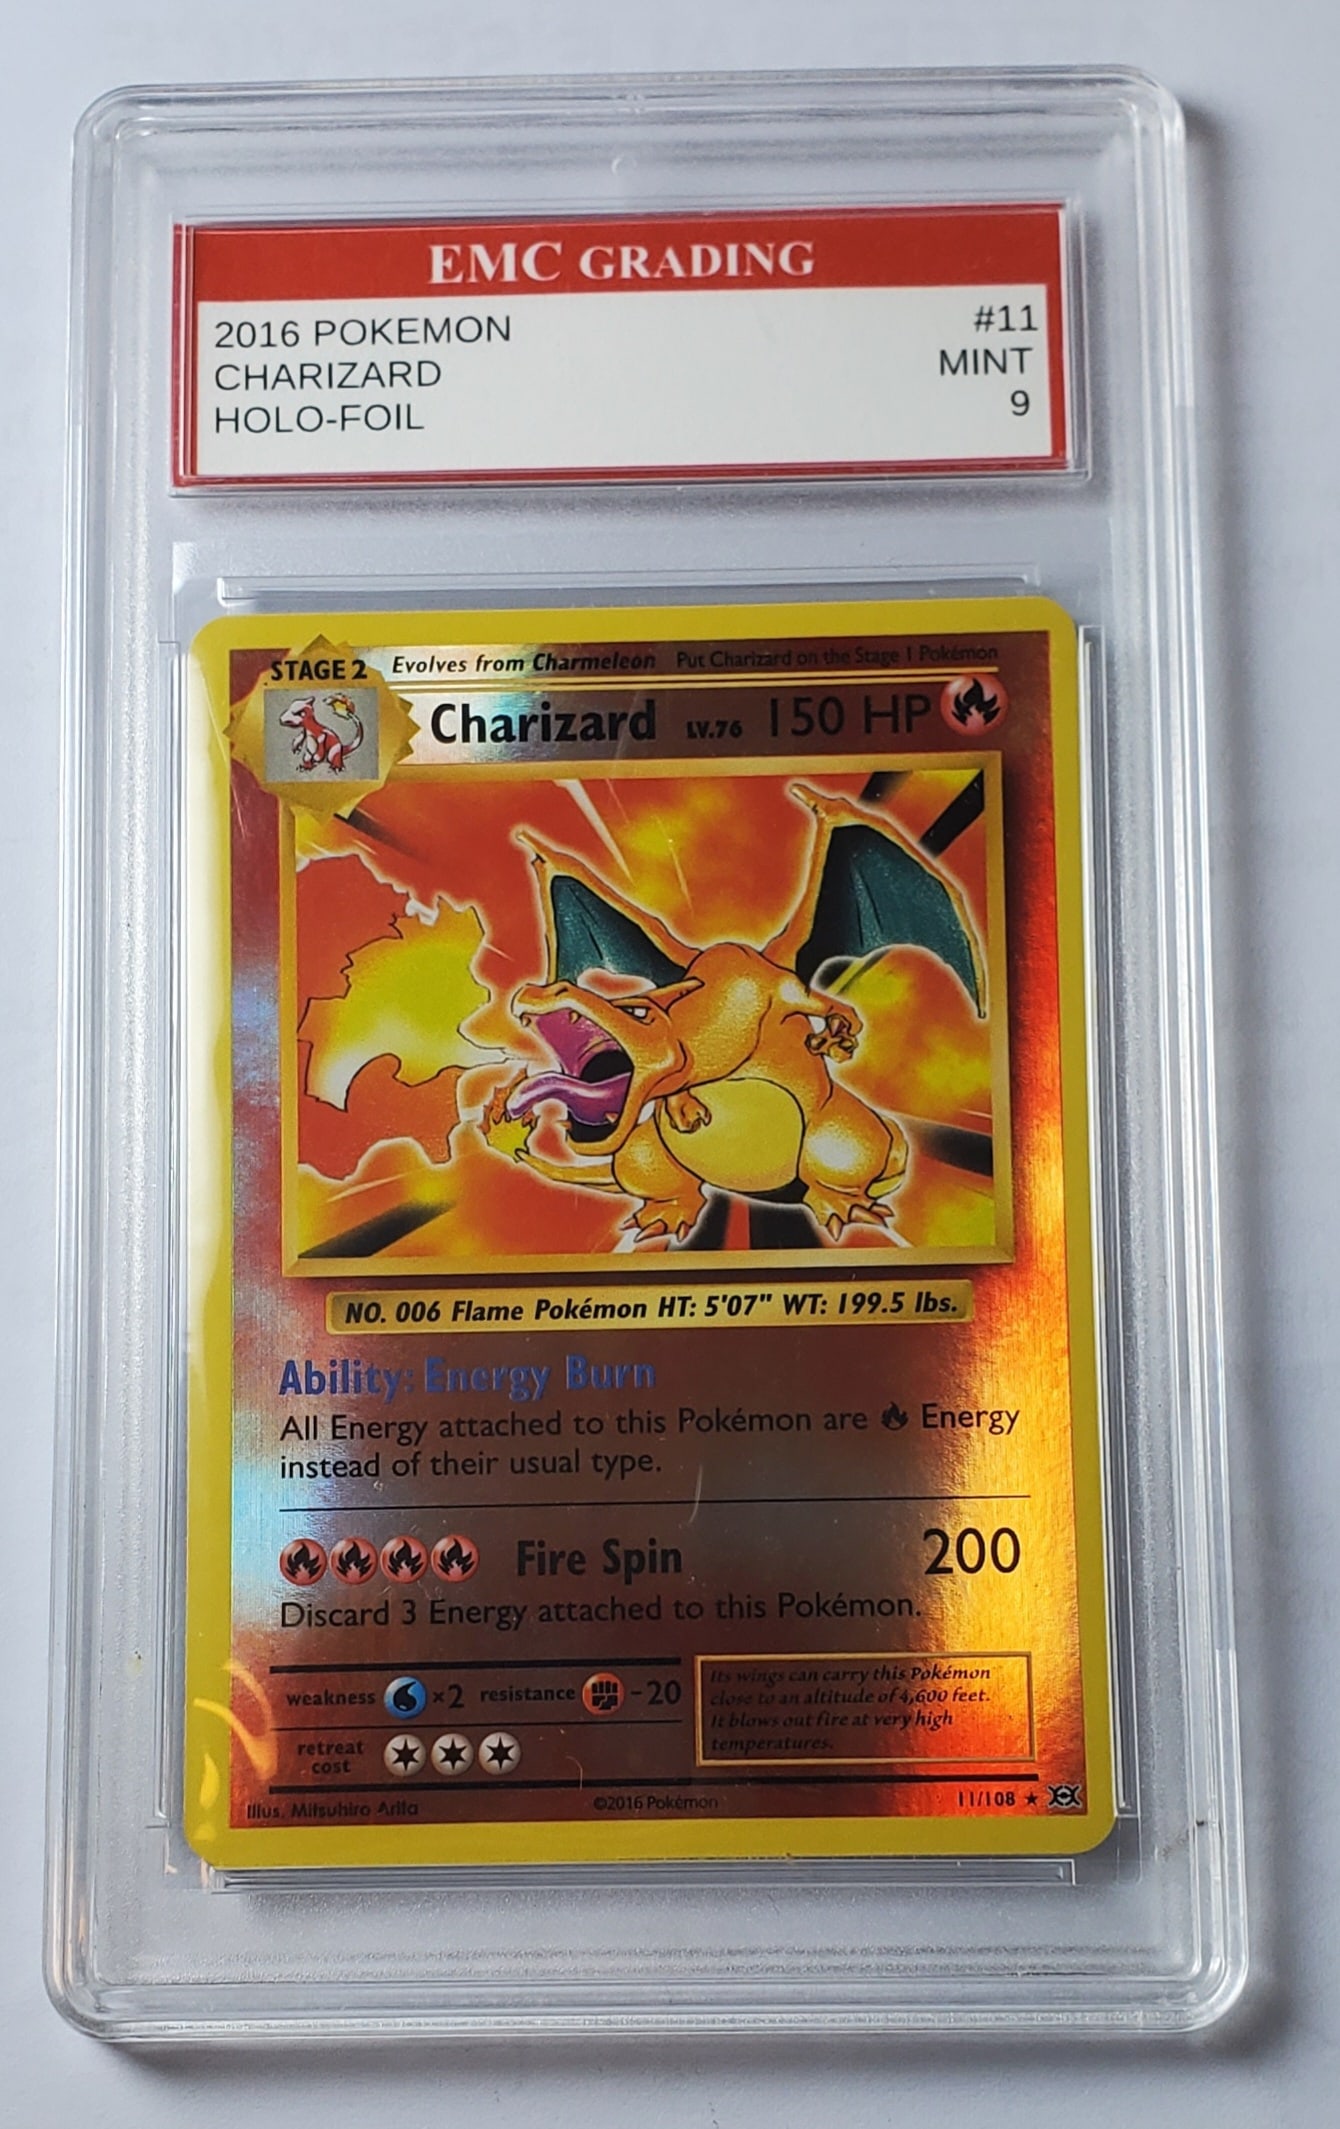 EMC GRADING
2016 POKEMON #11
CHARIZARD MINT
HOLO-FOIL 9
STAGE 2 Evolves from Charmeleon Put Charizard on the Stage 1 Pokémon
Charizard LV.76 150 HP
NO. 006 Flame Pokémon HT: 5'07" WT: 199.5 lbs.
Ability: Energy Burn
All Energy attached to this Pokémon are Energy
instead of their usual type.
Fire Spin 200
Discard 3 Energy attached to this Pokémon.
weakness ×2 resistance -20
retreat
cost
Its wings can carry this Pokémon
close to an altitude of 4,600 feet.
It blows out fire at very high
temperatures.
Illus. Mitsuhiro Arita ©2016 Pokémon 11/108 ★